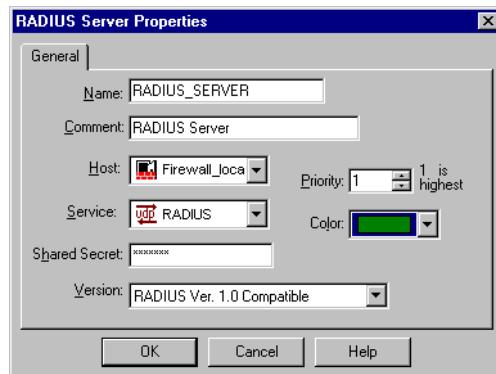 RADIUS Server Properties
General
Name: RADIUS_SERVER
Comment: RADIUS Server
Host: Firewall_loca
Priority: 1 1 is highest
Service: udp RADIUS
Color:
Shared Secret: *******
Version: RADIUS Ver. 1.0 Compatible
OK Cancel Help